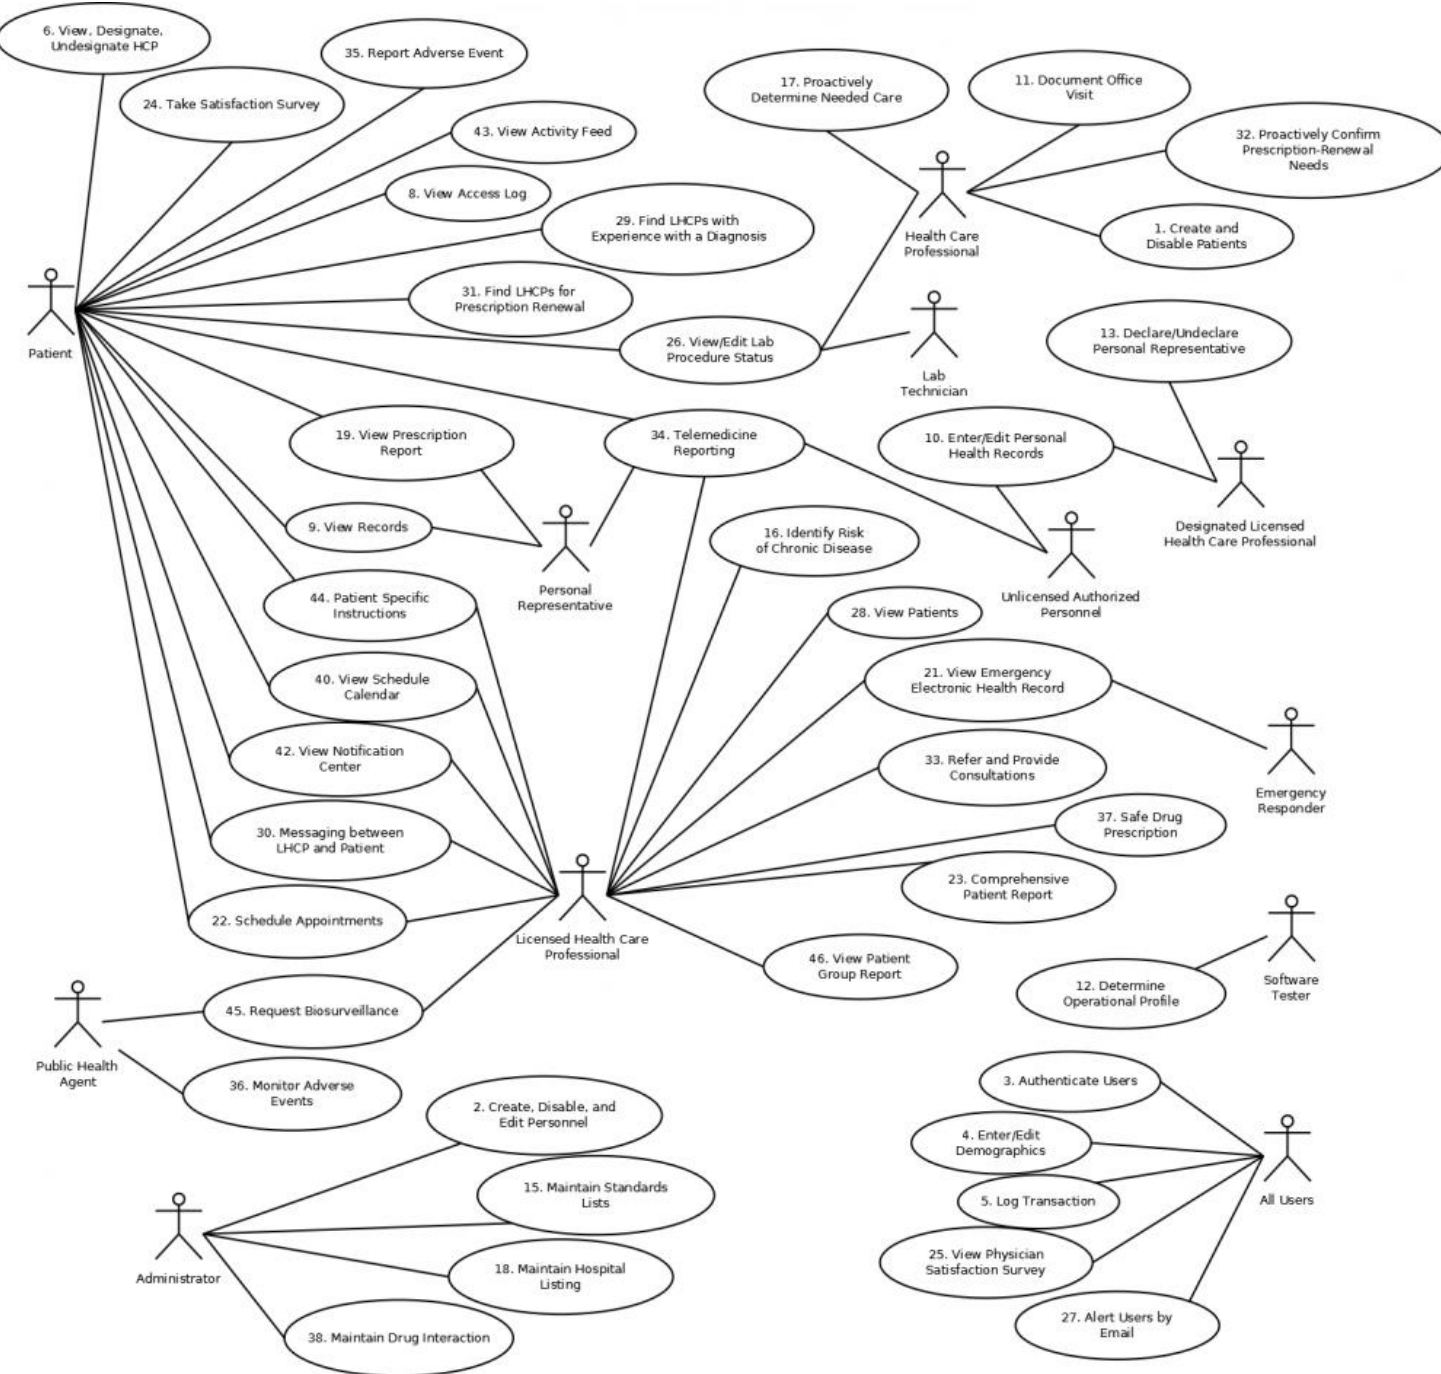 6. View, Designate,
Undesignate HCP
35. Report Adverse Event
24. Take Satisfaction Survey
17. Proactively
Determine Needed Care
11. Document Office
Visit
43. View Activity Feed
32. Proactively Confirm
Prescription-Renewal
Needs
8. View Access Log
29. Find LHCPs with
Experience with a Diagnosis
Health Care
Professional
1. Create and
Disable Patients
31. Find LHCPs for
Prescription Renewal
Patient
26. View/Edit Lab
Procedure Status
Lab
Technician
13. Declare/Undeclare
Personal Representative
19. View Prescription
Report
34. Telemedicine
Reporting
10. Enter/Edit Personal
Health Records
9. View Records
16. Identify Risk
of Chronic Disease
Designated Licensed
Health Care Professional
44. Patient Specific
Instructions
Personal
Representative
28. View Patients
Unlicensed Authorized
Personnel
40. View Schedule
Calendar
21. View Emergency
Electronic Health Record
42. View Notification
Center
33. Refer and Provide
Consultations
Emergency
Responder
30. Messaging between
LHCP and Patient
37. Safe Drug
Prescription
23. Comprehensive
Patient Report
22. Schedule Appointments
Licensed Health Care
Professional
46. View Patient
Group Report
12. Determine
Operational Profile
Software
Tester
45. Request Biosurveillance
Public Health
Agent
36. Monitor Adverse
Events
2. Create, Disable, and
Edit Personnel
3. Authenticate Users
4. Enter/Edit
Demographics
15. Maintain Standards
Lists
5. Log Transaction
All Users
Administrator
18. Maintain Hospital
Listing
25. View Physician
Satisfaction Survey
38. Maintain Drug Interaction
27. Alert Users by
Email